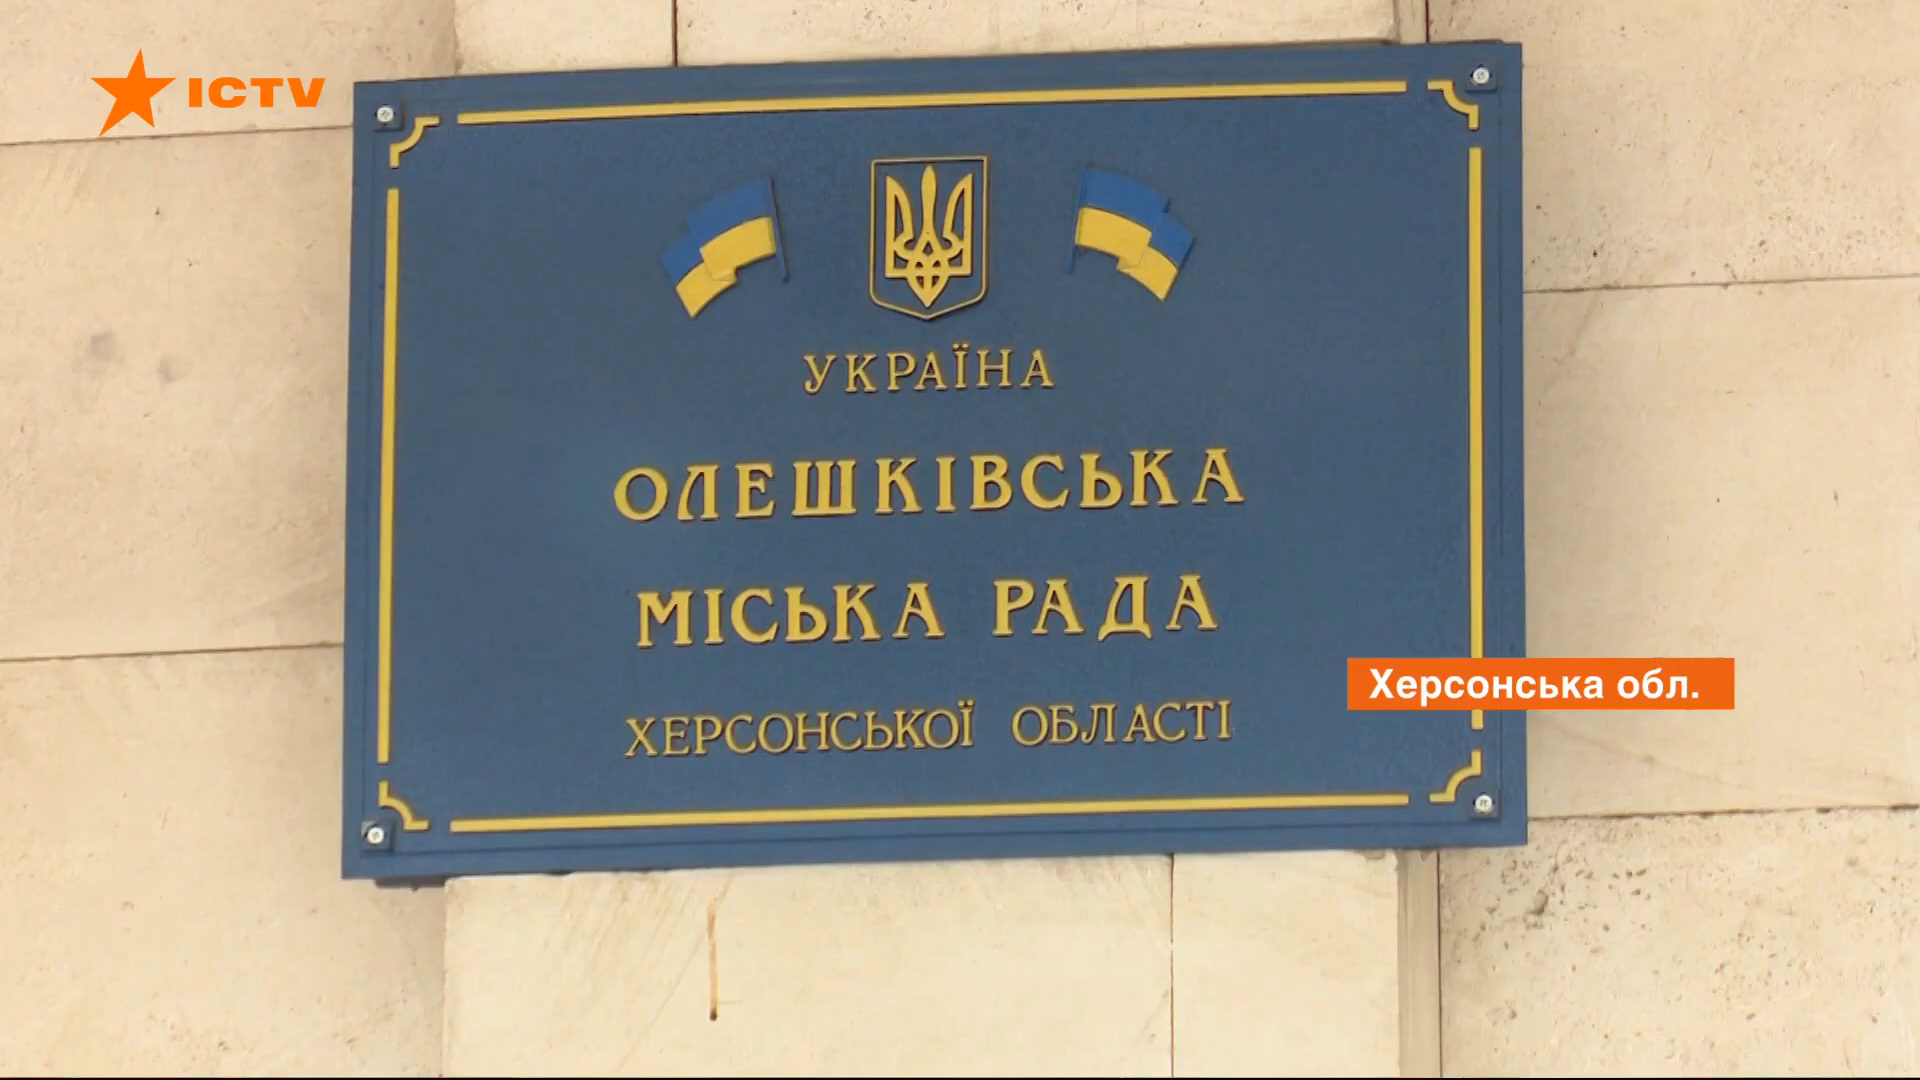 ICTV
УКРАЇНА
ОЛЕШКІВСЬКА
МІСЬКА РАДА
ХЕРСОНСЬКОЇ ОБЛАСТІ
Херсонська обл.